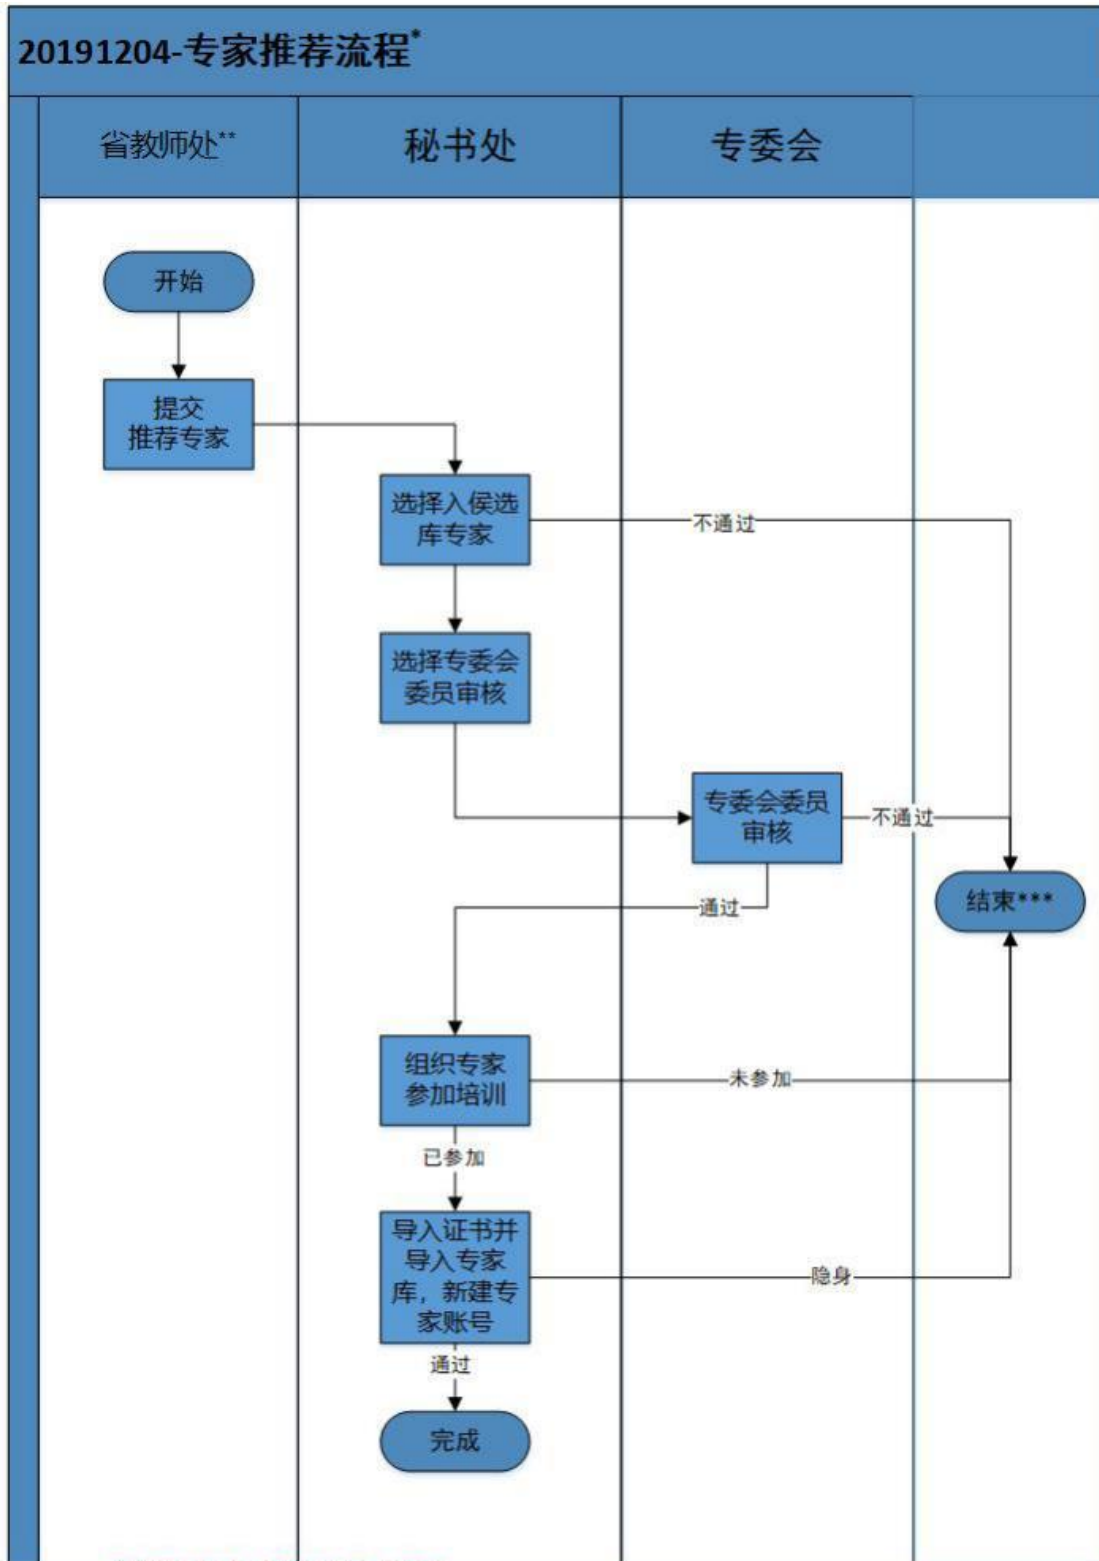 20191204-专家推荐流程*
省教师处**
秘书处
专委会
开始
提交
推荐专家
选择入侯选
库专家
不通过
选择专委会
委员审核
专委会委员
审核
不通过
通过
结束***
组织专家
参加培训
未参加
已参加
导入证书并
导入专家
库，新建专
家账号
隐身
通过
完成